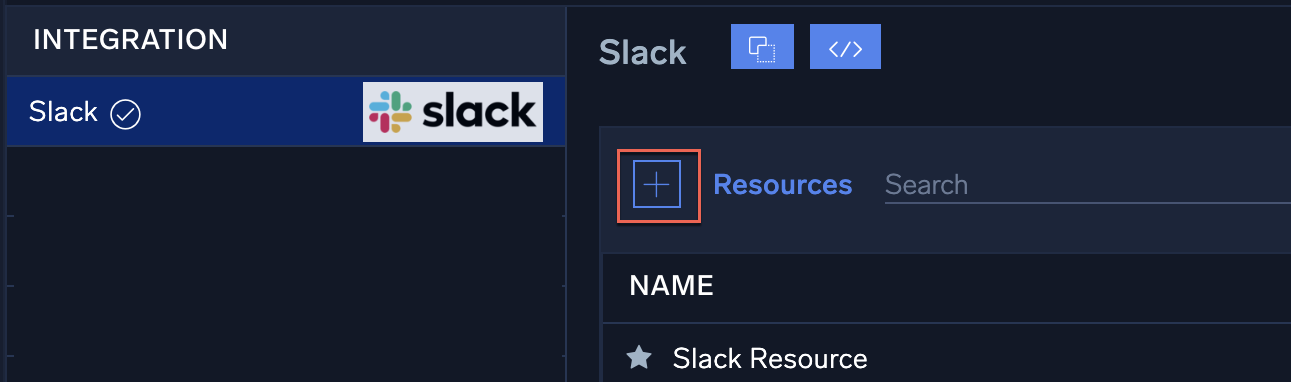 INTEGRATION
Slack
slack
Slack
</>
Resources
Search
NAME
Slack Resource